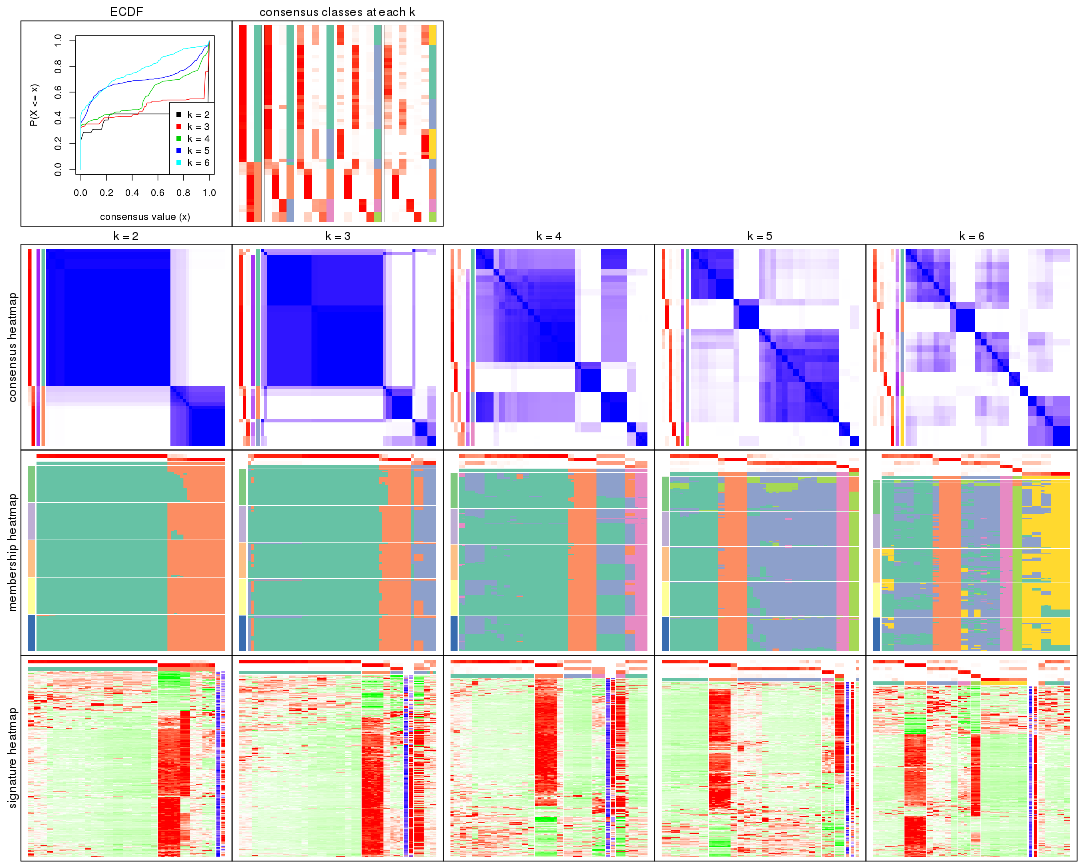 ECDF
consensus classes at each k
P(X <= x)
0.0
0.2
0.4
0.6
0.8
1.0
k = 2
k = 3
k = 4
k = 5
k = 6
0.0 0.2 0.4 0.6 0.8 1.0
consensus value (x)
k = 2
k = 3
k = 4
k = 5
k = 6
consensus heatmap
membership heatmap
signature heatmap